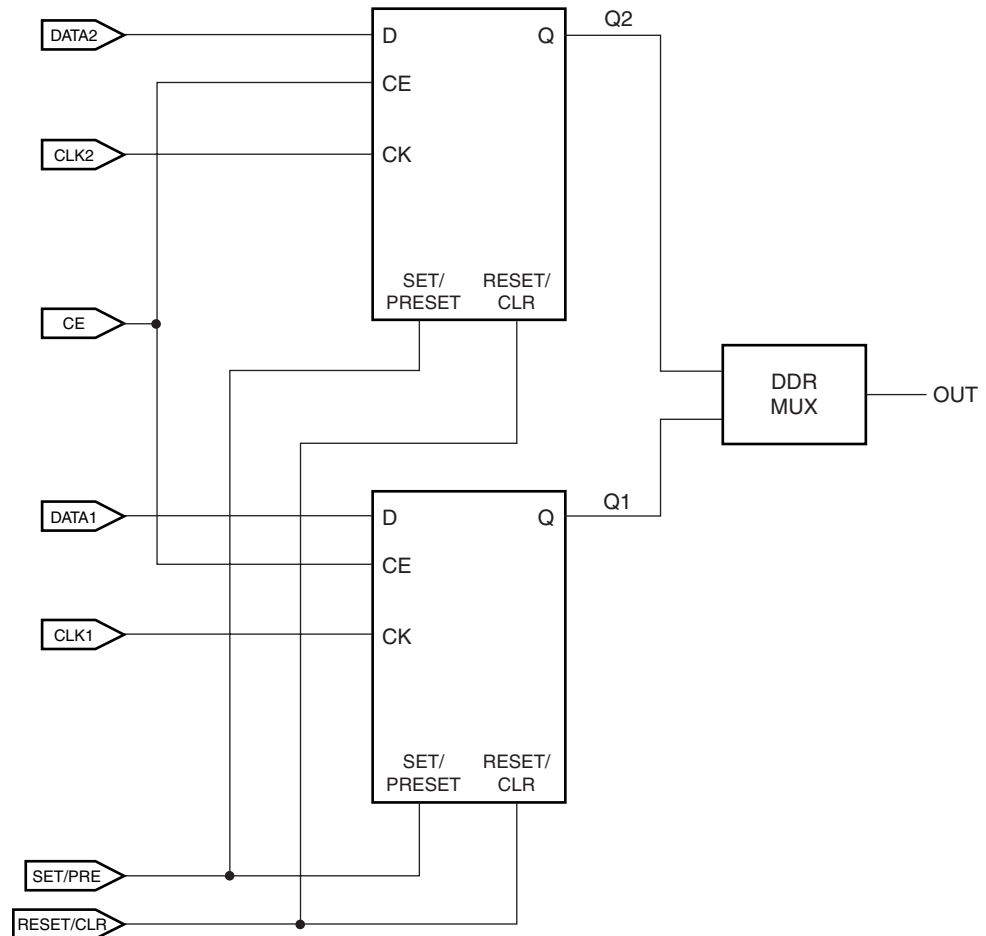 Q2
DATA2
D
Q
CE
CLK2
CK
SET/
PRESET
RESET/
CLR
CE
DDR
MUX
OUT
Q1
DATA1
D
Q
CE
CLK1
CK
SET/
PRESET
RESET/
CLR
SET/PRE
RESET/CLR